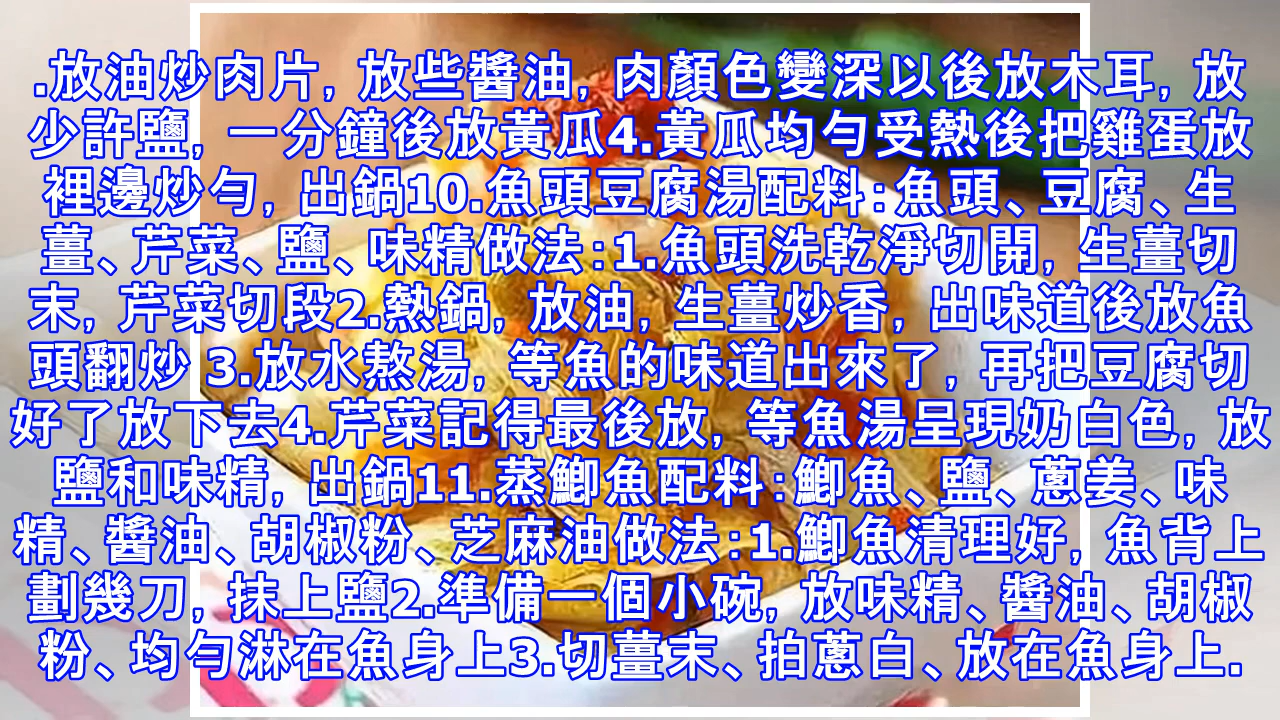 .放油炒肉片, 放些醬油, 肉顏色變深以後放木耳, 放
少許鹽, 一分鐘後放黃瓜4.黃瓜均勻受熱後把雞蛋放
裡邊炒勻, 出鍋10.魚頭豆腐湯配料:魚頭、豆腐、生
薑、芹菜、鹽、味精做法:1.魚頭洗乾淨切開, 生薑切
末, 芹菜切段2.熱鍋, 放油, 生薑炒香, 出味道後放魚
頭翻炒 3.放水熬湯, 等魚的味道出來了, 再把豆腐切
好了放下去4.芹菜記得最後放, 等魚湯呈現奶白色, 放
鹽和味精, 出鍋11.蒸鯽魚配料:鯽魚、鹽、蔥姜、味
精、醬油、胡椒粉、芝麻油做法:1.鯽魚清理好, 魚背上
劃幾刀, 抹上鹽2.準備一個小碗, 放味精、醬油、胡椒
粉、均勻淋在魚身上3.切薑末、拍蔥白、放在魚身上.